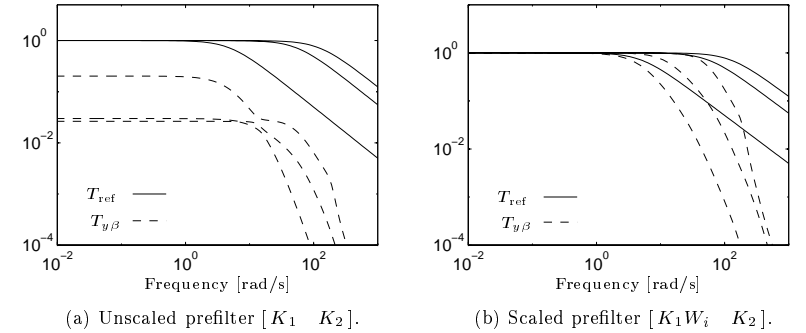 10^0
10^-2
10^-4
T_ref
T_yβ
10^-2 10^0 10^2
Frequency [rad/s]
(a) Unscaled prefilter [ K_1 K_2 ].
10^0
10^-2
10^-4
T_ref
T_yβ
10^-2 10^0 10^2
Frequency [rad/s]
(b) Scaled prefilter [ K_1W_i K_2 ].